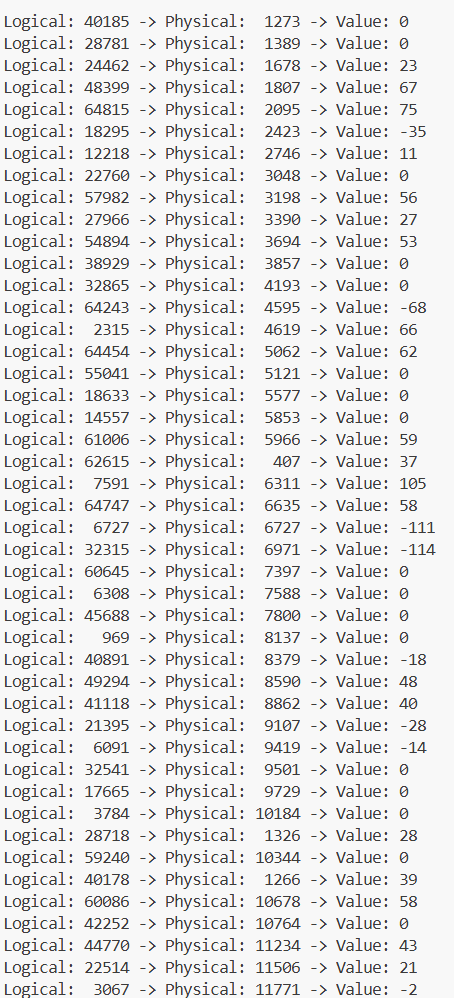 Logical: 40185 -> Physical:  1273 -> Value: 0
Logical: 28781 -> Physical:  1389 -> Value: 0
Logical: 24462 -> Physical:  1678 -> Value: 23
Logical: 48399 -> Physical:  1807 -> Value: 67
Logical: 64815 -> Physical:  2095 -> Value: 75
Logical: 18295 -> Physical:  2423 -> Value: -35
Logical: 12218 -> Physical:  2746 -> Value: 11
Logical: 22760 -> Physical:  3048 -> Value: 0
Logical: 57982 -> Physical:  3198 -> Value: 56
Logical: 27966 -> Physical:  3390 -> Value: 27
Logical: 54894 -> Physical:  3694 -> Value: 53
Logical: 38929 -> Physical:  3857 -> Value: 0
Logical: 32865 -> Physical:  4193 -> Value: 0
Logical: 64243 -> Physical:  4595 -> Value: -68
Logical:  2315 -> Physical:  4619 -> Value: 66
Logical: 64454 -> Physical:  5062 -> Value: 62
Logical: 55041 -> Physical:  5121 -> Value: 0
Logical: 18633 -> Physical:  5577 -> Value: 0
Logical: 14557 -> Physical:  5853 -> Value: 0
Logical: 61006 -> Physical:  5966 -> Value: 59
Logical: 62615 -> Physical:   407 -> Value: 37
Logical:  7591 -> Physical:  6311 -> Value: 105
Logical: 64747 -> Physical:  6635 -> Value: 58
Logical:  6727 -> Physical:  6727 -> Value: -111
Logical: 32315 -> Physical:  6971 -> Value: -114
Logical: 60645 -> Physical:  7397 -> Value: 0
Logical:  6308 -> Physical:  7588 -> Value: 0
Logical: 45688 -> Physical:  7800 -> Value: 0
Logical:   969 -> Physical:  8137 -> Value: 0
Logical: 40891 -> Physical:  8379 -> Value: -18
Logical: 49294 -> Physical:  8590 -> Value: 48
Logical: 41118 -> Physical:  8862 -> Value: 40
Logical: 21395 -> Physical:  9107 -> Value: -28
Logical:  6091 -> Physical:  9419 -> Value: -14
Logical: 32541 -> Physical:  9501 -> Value: 0
Logical: 17665 -> Physical:  9729 -> Value: 0
Logical:  3784 -> Physical: 10184 -> Value: 0
Logical: 28718 -> Physical:  1326 -> Value: 28
Logical: 59240 -> Physical: 10344 -> Value: 0
Logical: 40178 -> Physical:  1266 -> Value: 39
Logical: 60086 -> Physical: 10678 -> Value: 58
Logical: 42252 -> Physical: 10764 -> Value: 0
Logical: 44770 -> Physical: 11234 -> Value: 43
Logical: 22514 -> Physical: 11506 -> Value: 21
Logical:  3067 -> Physical: 11771 -> Value: -2